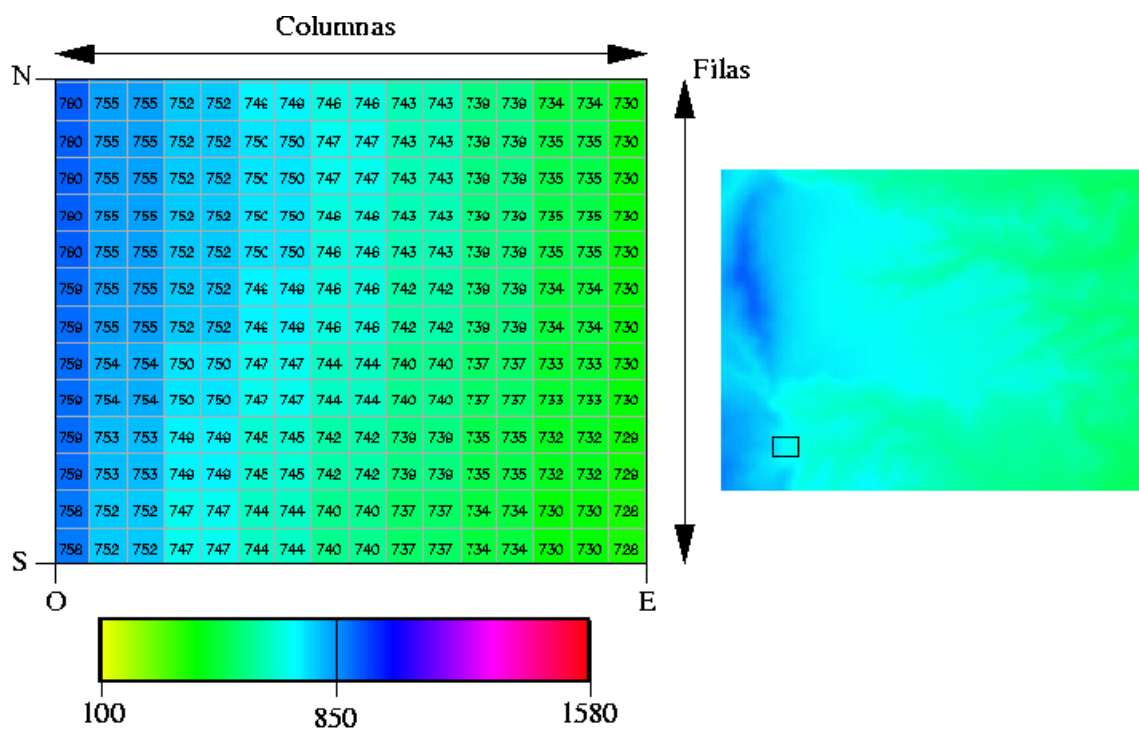 Columnas
N
Filas
760 755 755 752 752 749 749 746 746 743 743 739 739 734 734 730
760 755 755 752 752 750 750 747 747 743 743 739 739 735 735 730
760 755 755 752 752 750 750 747 747 743 743 739 739 735 735 730
760 755 755 752 752 750 750 746 746 743 743 739 739 735 735 730
760 755 755 752 752 750 750 746 746 743 743 739 739 735 735 730
759 755 755 752 752 749 749 746 746 742 742 739 739 734 734 730
759 755 755 752 752 749 749 746 746 742 742 739 739 734 734 730
759 754 754 750 750 747 747 744 744 740 740 737 737 733 733 730
759 754 754 750 750 747 747 744 744 740 740 737 737 733 733 730
759 753 753 749 749 745 745 742 742 739 739 735 735 732 732 729
759 753 753 749 749 745 745 742 742 739 739 735 735 732 732 729
758 752 752 747 747 744 744 740 740 737 737 734 734 730 730 728
758 752 752 747 747 744 744 740 740 737 737 734 734 730 730 728
S
O E
100 850 1580